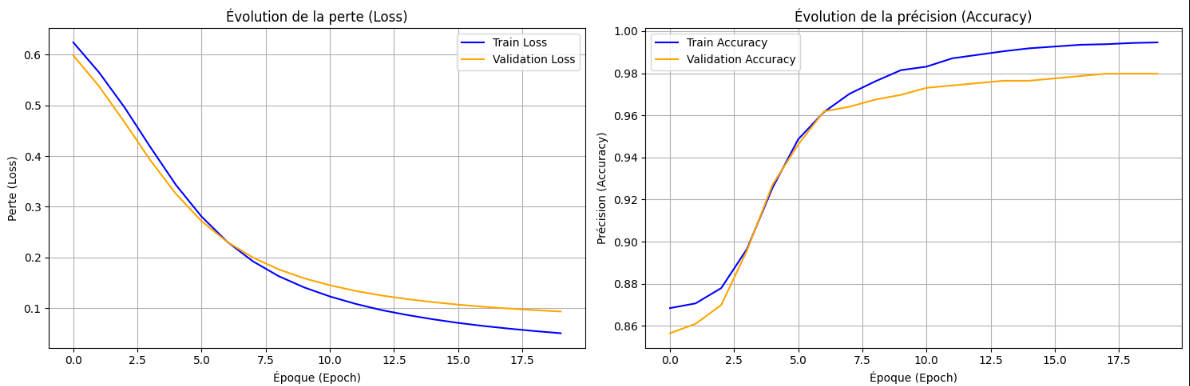 Évolution de la perte (Loss)
Train Loss
Validation Loss
0.6
0.5
0.4
0.3
0.2
0.1
Perte (Loss)
0.0 2.5 5.0 7.5 10.0 12.5 15.0 17.5
Époque (Epoch)
Évolution de la précision (Accuracy)
Train Accuracy
Validation Accuracy
1.00
0.98
0.96
0.94
0.92
0.90
0.88
0.86
Précision (Accuracy)
0.0 2.5 5.0 7.5 10.0 12.5 15.0 17.5
Époque (Epoch)